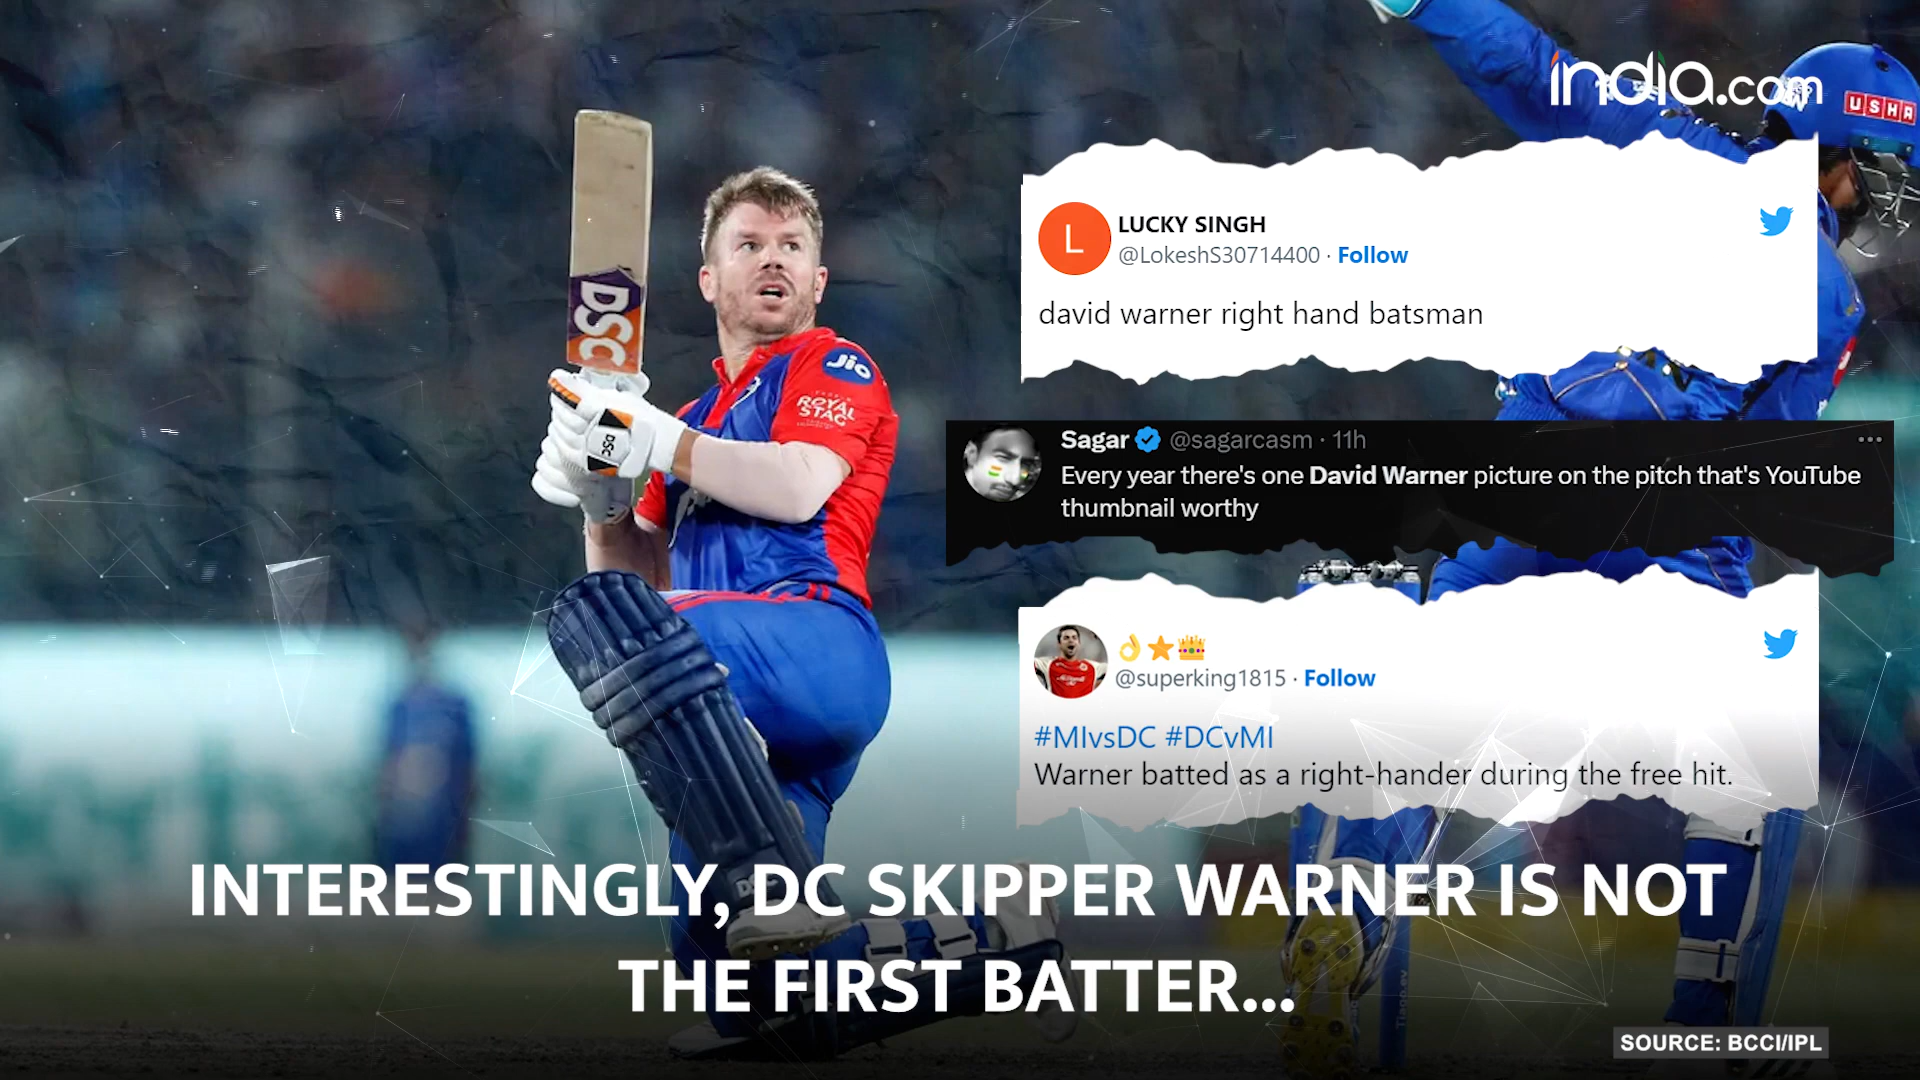 india.com
USHA
LUCKY SINGH
@LokeshS30714400 · Follow
david warner right hand batsman
Sagar @sagarcasm · 11h
Every year there's one David Warner picture on the pitch that's YouTube
thumbnail worthy
@superking1815 · Follow
#MIvsDC #DCvMI
Warner batted as a right-hander during the free hit.
L
DSC
Jio
ROYAL
STAG
DSC
DSC
INTERESTINGLY, DC SKIPPER WARNER IS NOT
THE FIRST BATTER...
SOURCE: BCCI/IPL